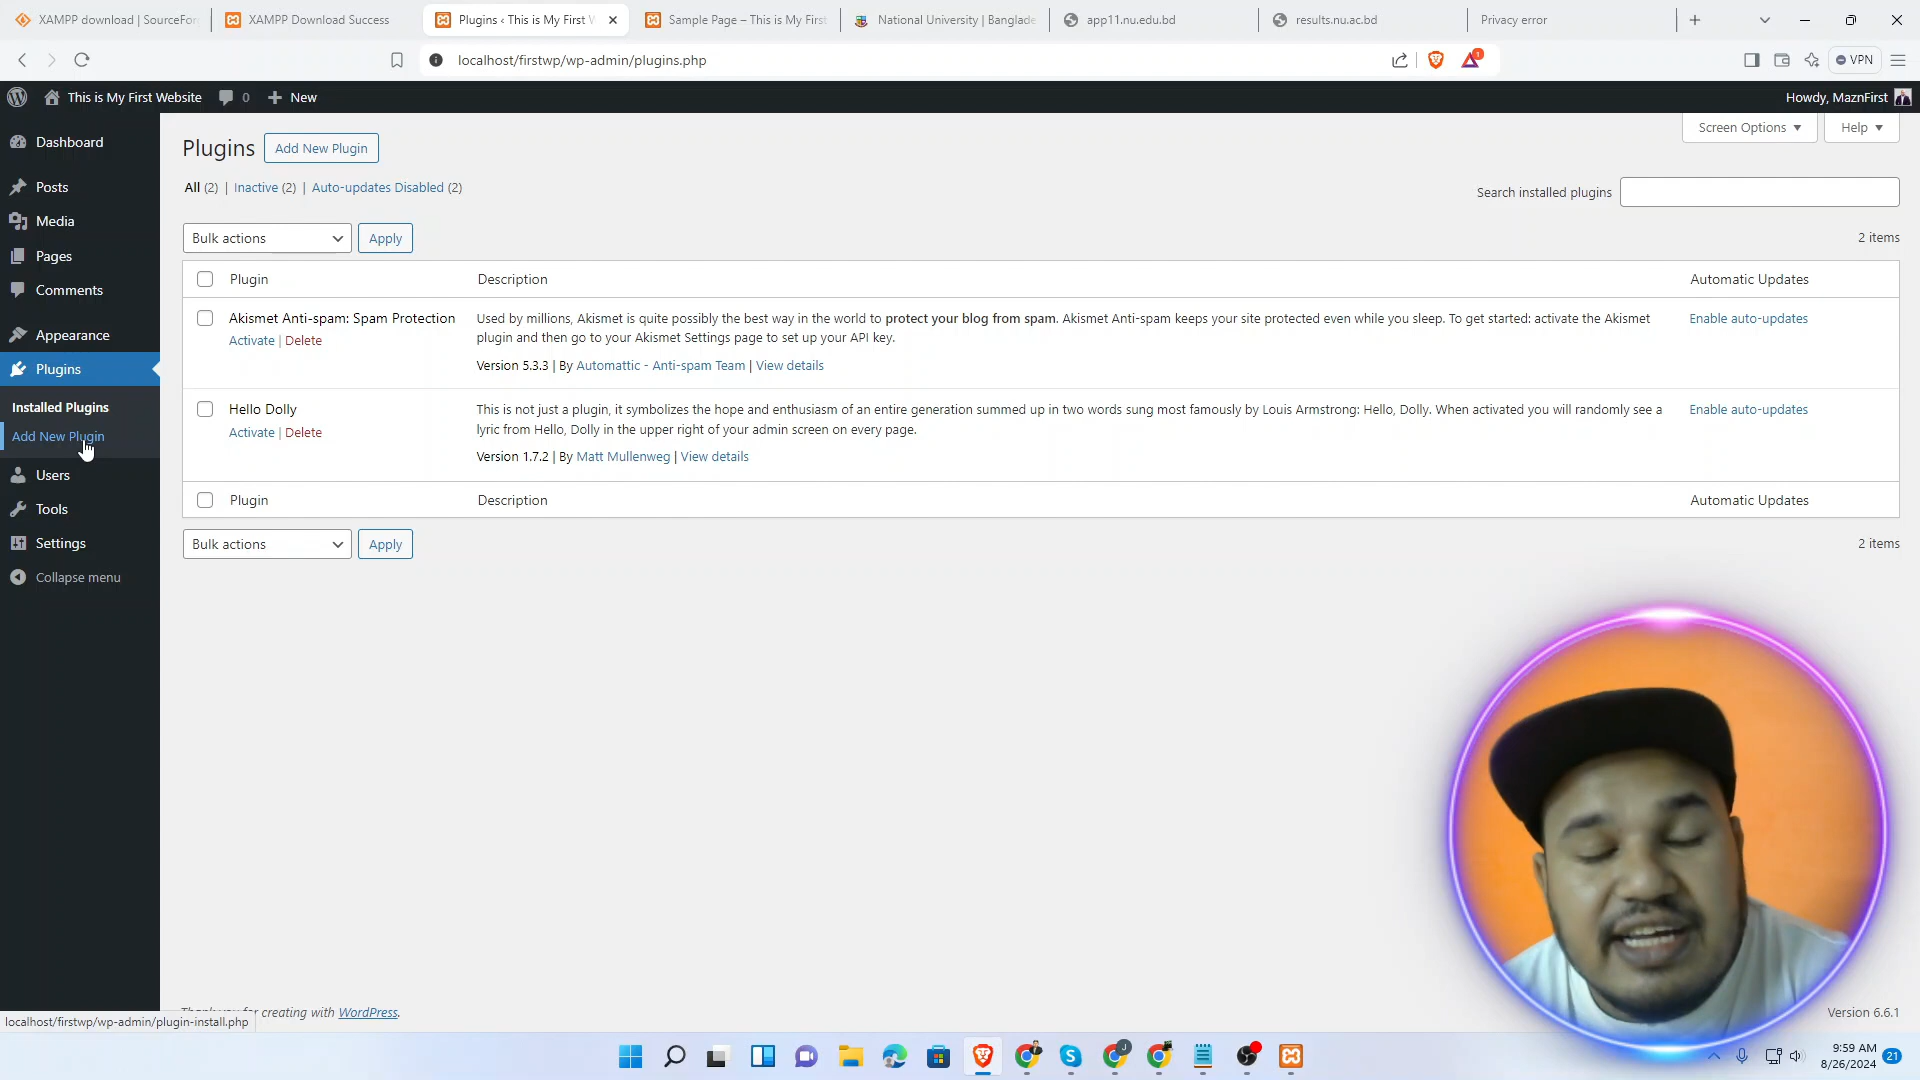 XAMPP download | SourceFor
XAMPP Download Success
Plugins ‹ This is My First W
Sample Page – This is My First
National University | Banglade
app11.nu.edu.bd
results.nu.ac.bd
Privacy error
localhost/firstwp/wp-admin/plugins.php
1
VPN
This is My First Website
0
New
Howdy, MaznFirst
Dashboard
Posts
Media
Pages
Comments
Appearance
Plugins
Installed Plugins
Add New Plugin
Users
Tools
Settings
Collapse menu
Screen Options
Help
Plugins
Add New Plugin
All (2) | Inactive (2) | Auto-updates Disabled (2)
Search installed plugins
Bulk actions
Apply
2 items
Plugin
Description
Automatic Updates
Akismet Anti-spam: Spam Protection
Activate | Delete
Used by millions, Akismet is quite possibly the best way in the world to protect your blog from spam. Akismet Anti-spam keeps your site protected even while you sleep. To get started: activate the Akismet
plugin and then go to your Akismet Settings page to set up your API key.
Version 5.3.3 | By Automattic - Anti-spam Team | View details
Enable auto-updates
Hello Dolly
Activate | Delete
This is not just a plugin, it symbolizes the hope and enthusiasm of an entire generation summed up in two words sung most famously by Louis Armstrong: Hello, Dolly. When activated you will randomly see a
lyric from Hello, Dolly in the upper right of your admin screen on every page.
Version 1.7.2 | By Matt Mullenweg | View details
Enable auto-updates
Plugin
Description
Automatic Updates
Bulk actions
Apply
2 items
creating with WordPress.
Version 6.6.1
localhost/firstwp/wp-admin/plugin-install.php
9:59 AM
8/26/2024
21